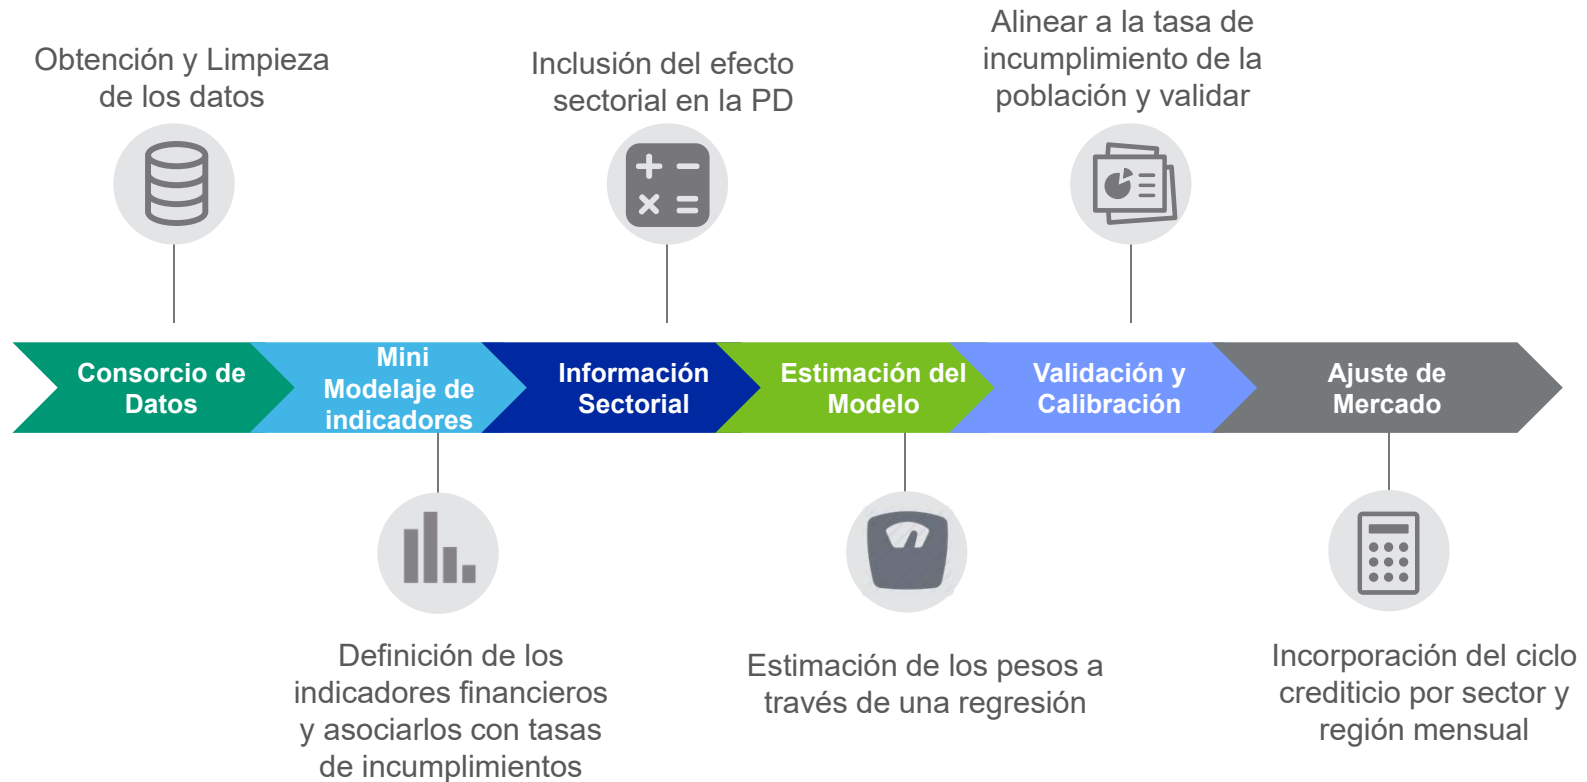 Obtención y Limpieza
de los datos
Inclusión del efecto
sectorial en la PD
Alinear a la tasa de
incumplimiento de la
población y validar
Consorcio de
Datos
Mini
Modelaje de
indicadores
Información
Sectorial
Estimación del
Modelo
Validación y
Calibración
Ajuste de
Mercado
Definición de los
indicadores financieros
y asociarlos con tasas
de incumplimientos
Estimación de los pesos a
través de una regresión
Incorporación del ciclo
crediticio por sector y
región mensual